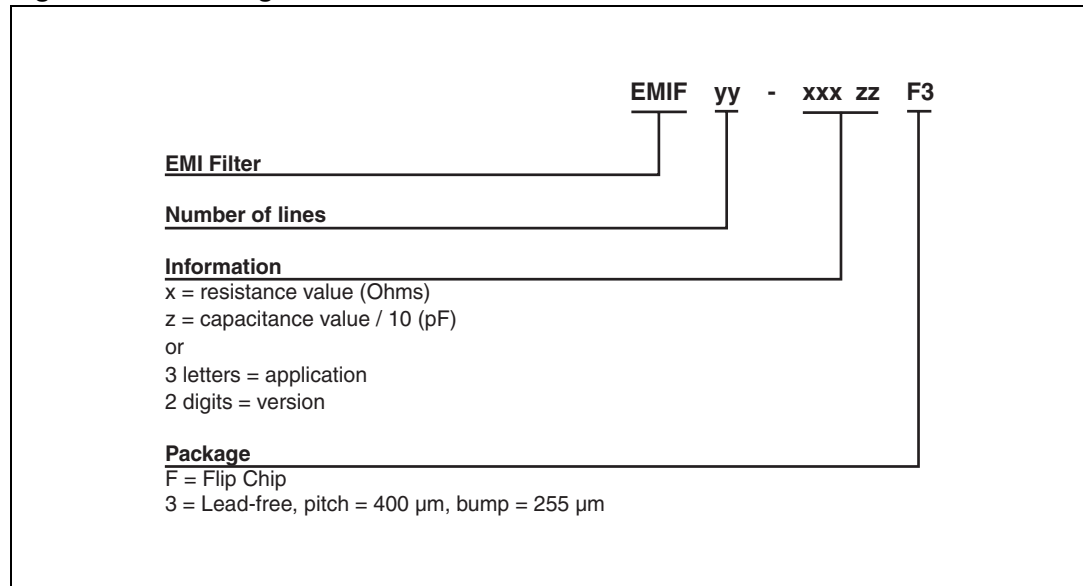 EMIF yy - xxx zz F3
EMI Filter
Number of lines
Information
x = resistance value (Ohms)
z = capacitance value / 10 (pF)
or
3 letters = application
2 digits = version
Package
F = Flip Chip
3 = Lead-free, pitch = 400 µm, bump = 255 µm